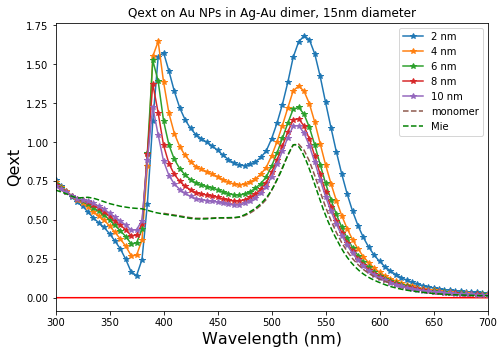 Qext on Au NPs in Ag-Au dimer, 15nm diameter
Qext
1.75
1.50
1.25
1.00
0.75
0.50
0.25
0.00
2 nm
4 nm
6 nm
8 nm
10 nm
monomer
Mie
300 350 400 450 500 550 600 650 700
Wavelength (nm)